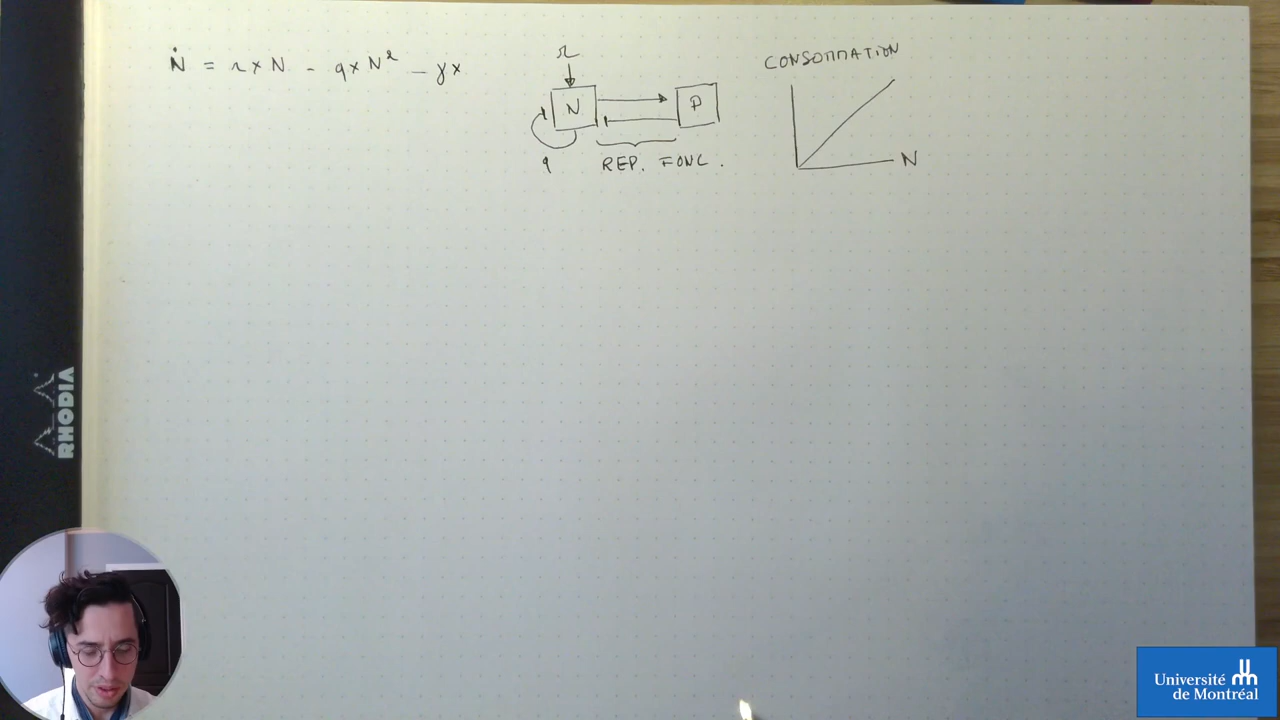 Ṅ = r × N - q × N² - γ ×
r
N
P
q
REP. FONC.
CONSOMMATION
N
RHODIA
Université
de Montréal